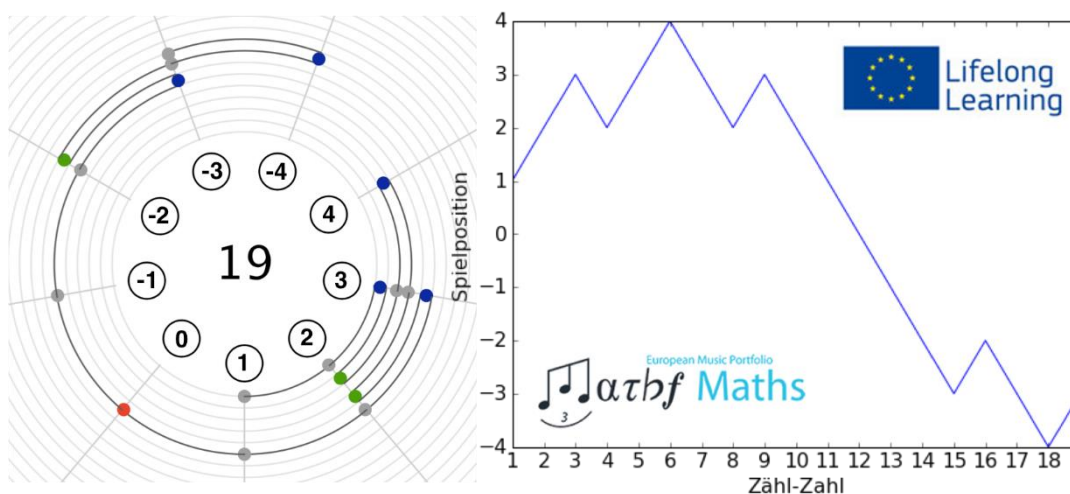 -3
-4
-2
4
19
-1
3
0
2
1
4
3
2
1
0
−1
−2
−3
−4
Spielposition
Lifelong
Learning
European Music Portfolio
Maths
3
1 2 3 4 5 6 7 8 9 10 11 12 13 14 15 16 17 18
Zähl-Zahl